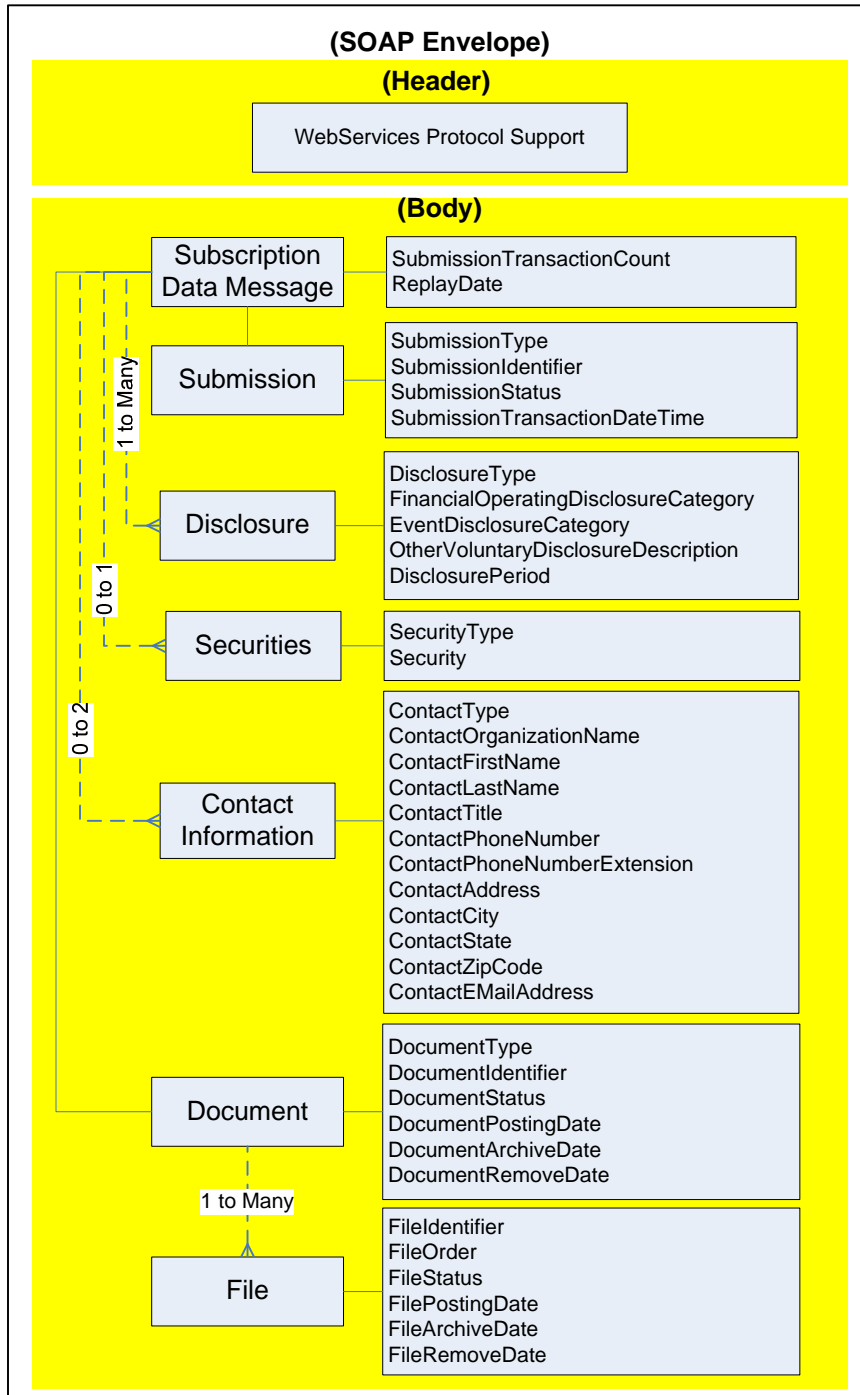 (SOAP Envelope)
(Header)
WebServices Protocol Support
(Body)
Subscription
Data Message
SubmissionTransactionCount
ReplayDate
Submission
SubmissionType
SubmissionIdentifier
SubmissionStatus
SubmissionTransactionDateTime
1 to Many
Disclosure
DisclosureType
FinancialOperatingDisclosureCategory
EventDisclosureCategory
OtherVoluntaryDisclosureDescription
DisclosurePeriod
0 to 1
Securities
SecurityType
Security
0 to 2
Contact
Information
ContactType
ContactOrganizationName
ContactFirstName
ContactLastName
ContactTitle
ContactPhoneNumber
ContactPhoneNumberExtension
ContactAddress
ContactCity
ContactState
ContactZipCode
ContactEMailAddress
Document
DocumentType
DocumentIdentifier
DocumentStatus
DocumentPostingDate
DocumentArchiveDate
DocumentRemoveDate
1 to Many
File
FileIdentifier
FileOrder
FileStatus
FilePostingDate
FileArchiveDate
FileRemoveDate